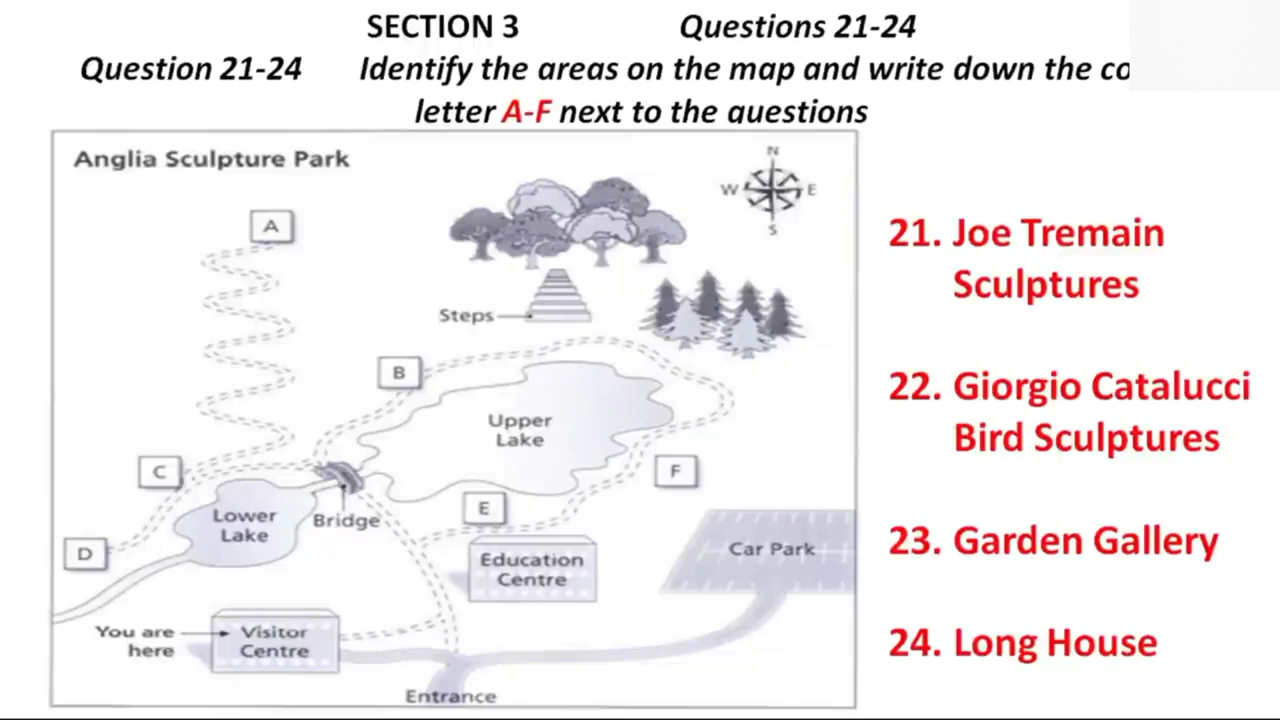 SECTION 3 Questions 21-24
Question 21-24 Identify the areas on the map and write down the co
letter A-F next to the questions
Anglia Sculpture Park
N
W E
S
A
Steps
B
Upper
Lake
C
F
E
Lower
Lake
Bridge
D
Education
Centre
Car Park
You are
here
Visitor
Centre
Entrance
21. Joe Tremain
Sculptures
22. Giorgio Catalucci
Bird Sculptures
23. Garden Gallery
24. Long House